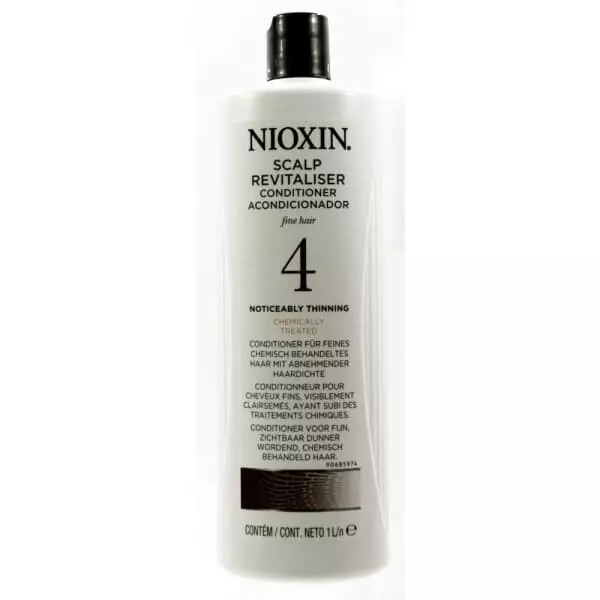 NIOXIN.
SCALP
REVITALISER
CONDITIONER
ACONDICIONADOR
fine hair
4
NOTICEABLY THINNING
CHEMICALLY
TREATED
CONDITIONER FÜR FEINES
CHEMISCH BEHANDELTES
HAAR MIT ABNEHMENDER
HAARDICHTE
CONDITIONNEUR POUR
CHEVEUX FINS, VISIBLEMENT
CLAIRSEMÉS, AYANT SUBI DES
TRAITEMENTS CHIMIQUES.
CONDITIONER VOOR FIJN,
ZICHTBAAR DUNNER
WORDEND, CHEMISCH
BEHANDELD HAAR.
90685974
CONTÉM / CONT. NETO 1 L/n ℮